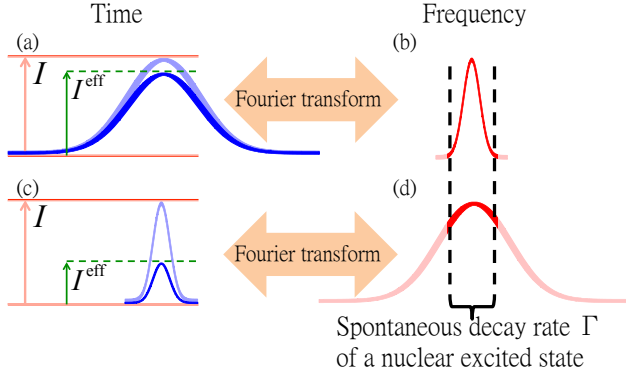 Time
Frequency
(a)
(b)
I
I^eff
Fourier transform
(c)
(d)
I
I^eff
Fourier transform
Spontaneous decay rate Γ
of a nuclear excited state